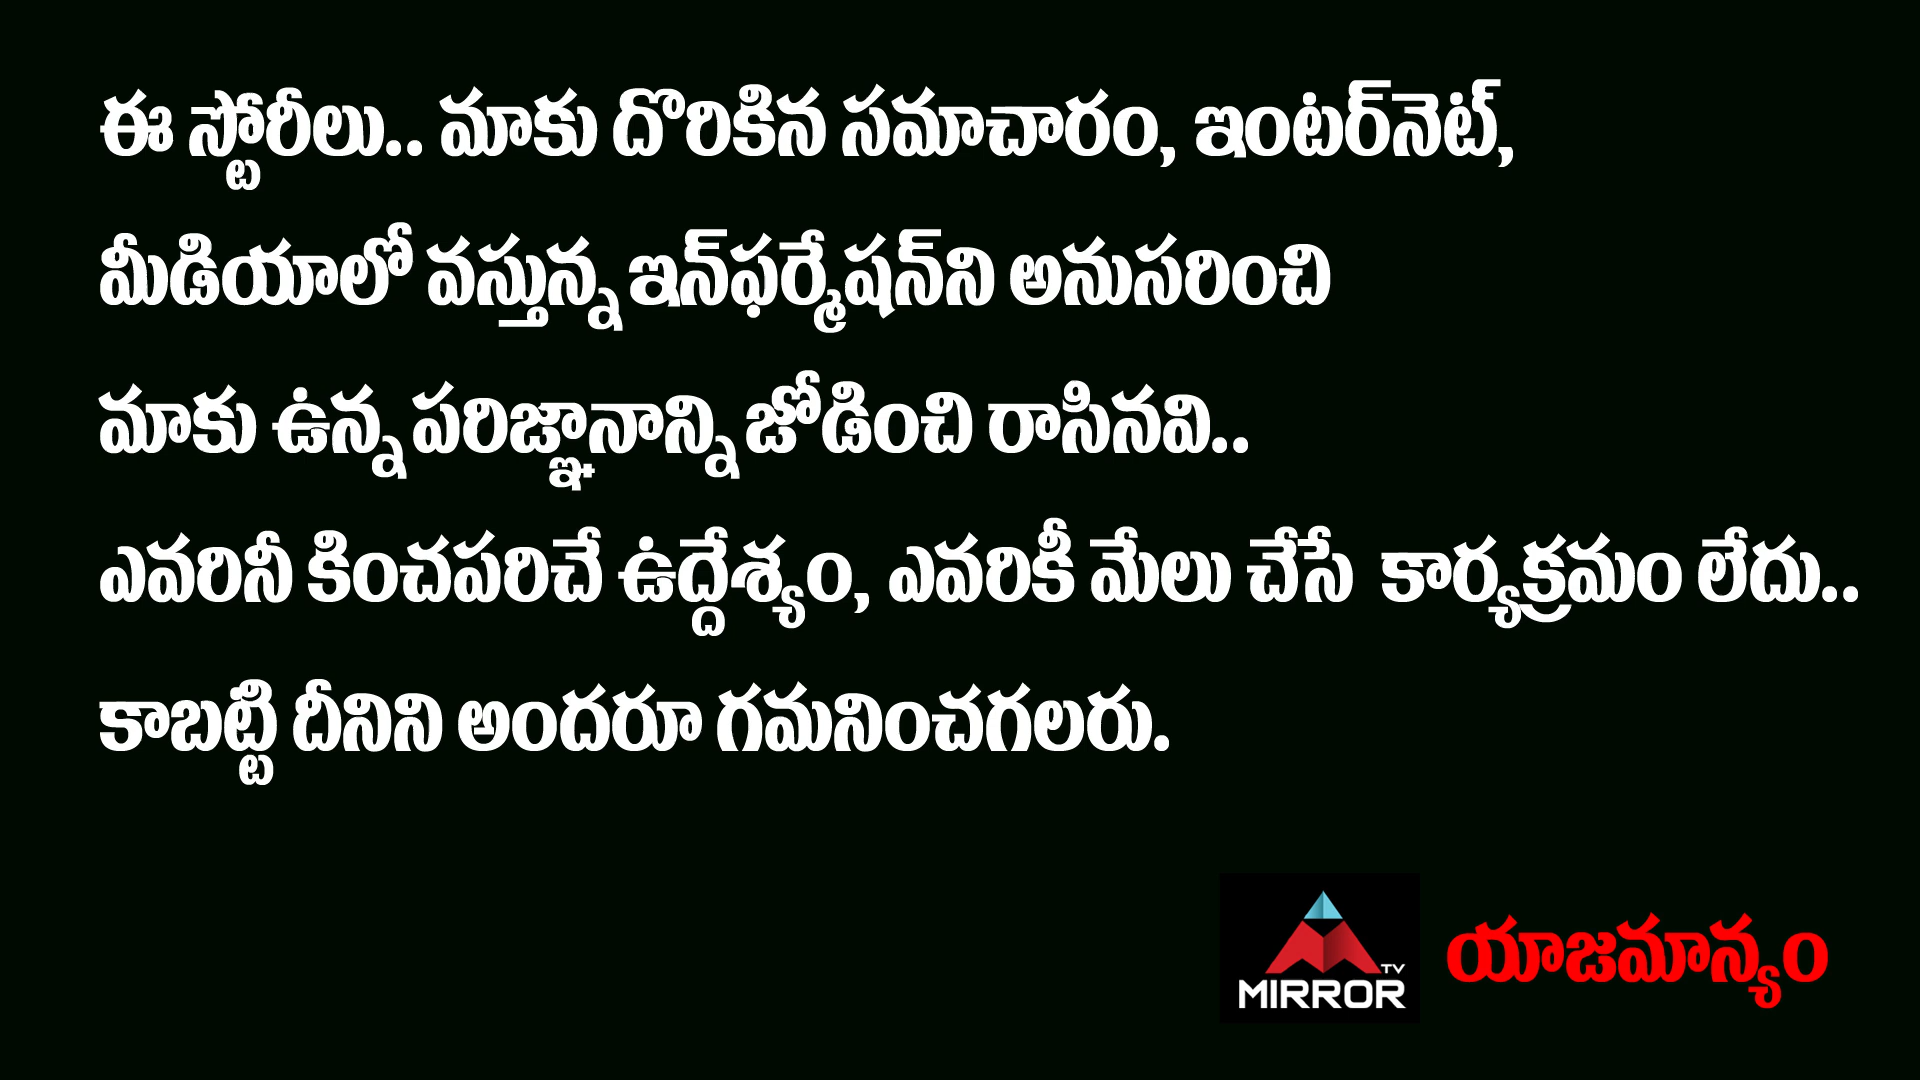 ఈ స్టోరీలు.. మాకు దొరికిన సమాచారం, ఇంటర్‌నెట్,
మీడియాలో వస్తున్న ఇన్‌ఫర్మేషన్‌ని అనుసరించి
మాకు ఉన్న పరిజ్ఞానాన్ని జోడించి రాసినవి..
ఎవరినీ కించపరిచే ఉద్దేశ్యం, ఎవరికీ మేలు చేసే కార్యక్రమం లేదు..
కాబట్టి దీనిని అందరూ గమనించగలరు.
TV
MIRROR
యాజమాన్యం